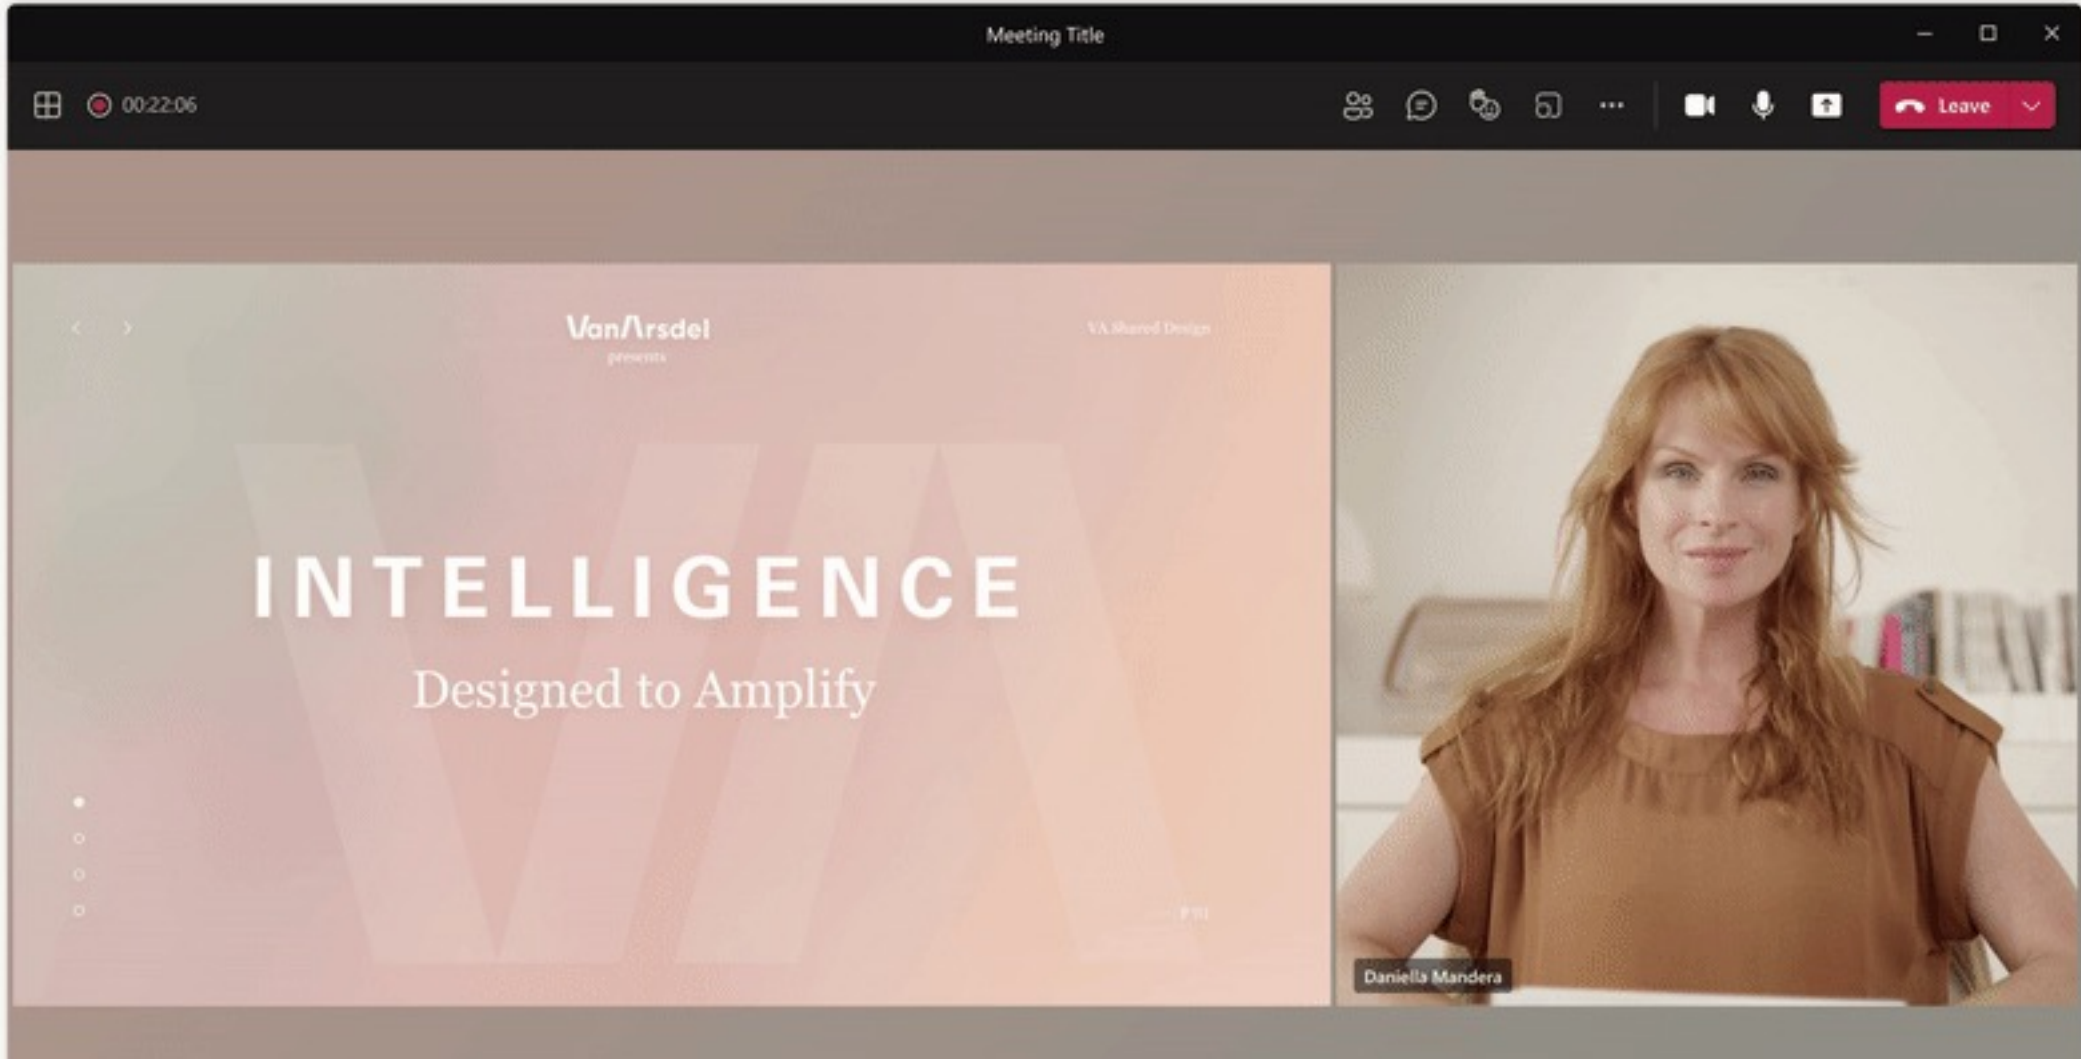 Meeting Title
00:22:06
Leave
VanArsdel
presents
VA Shared Design
INTELLIGENCE
Designed to Amplify
Daniella Mandera